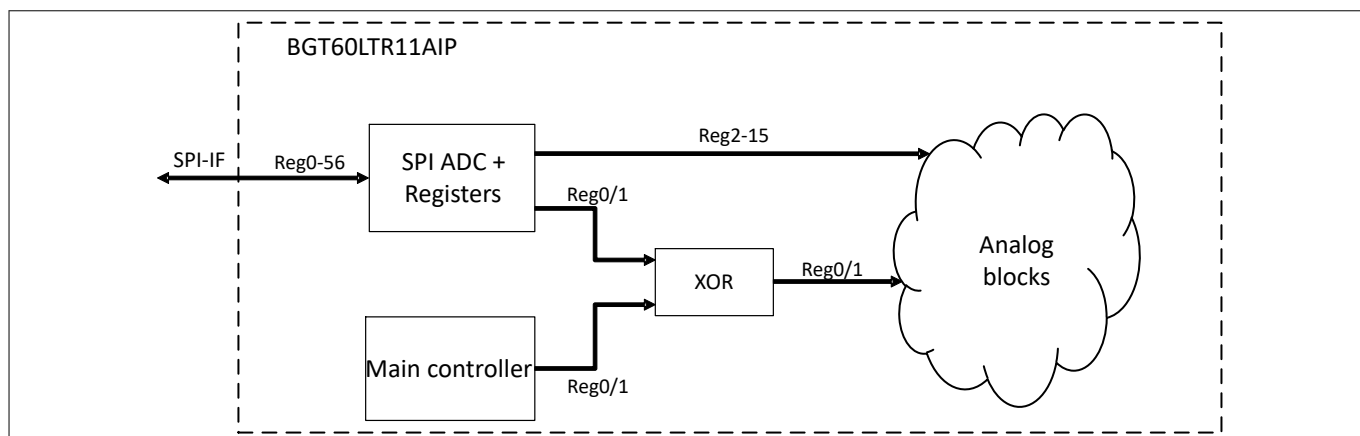 BGT60LTR11AIP
SPI-IF
Reg0-56
SPI ADC +
Registers
Reg2-15
Reg0/1
XOR
Reg0/1
Analog
blocks
Main controller
Reg0/1